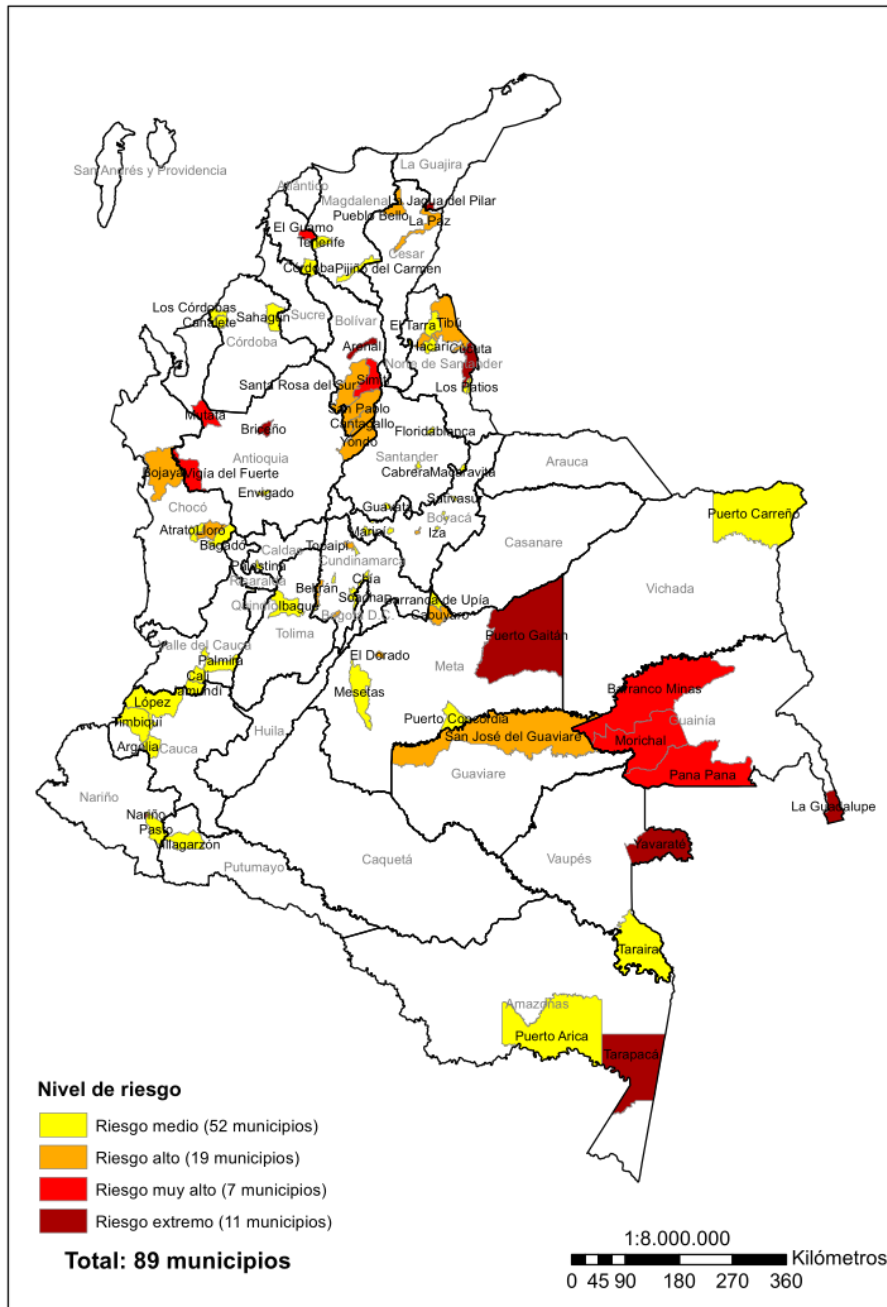 La Guajira
San Andrés y Providencia
Atlántico
Magdalena
La Jagua del Pilar
Pueblo Bello
La Paz
El Guamo
Tenerife
Cesar
Córdoba
Pijiño del Carmen
Los Córdobas
Canalete
Sahagún
Sucre
Bolívar
El Tarra
Tibú
Córdoba
Arenal
Hacarí
Cúcuta
Norte de Santander
Santa Rosa del Sur
Simití
Los Patios
Mutatá
San Pablo
Cantagallo
Briceño
Floridablanca
Yondó
Antioquia
Santander
Bojaya
Vigía del Fuerte
Cabrera
Macaravita
Arauca
Envigado
Sativasur
Chocó
Guavatá
Puerto Carreño
Boyacá
Atrato
Lloró
Iza
Bagadó
Caldas
Topaipí
Casanare
Palestina
Cundinamarca
Risaralda
Chía
Vichada
Beltrán
Soacha
Barranca de Upía
Quindío
Ibagué
Bogotá D.C.
Cabuyaro
Tolima
Puerto Gaitán
Valle del Cauca
Palmira
El Dorado
Meta
Cali
Jamundí
Mesetas
Barranco Minas
López
Timbiquí
Puerto Concordia
Guainía
Huila
San José del Guaviare
Morichal
Argelia
Cauca
Guaviare
Pana Pana
Nariño
La Guadalupe
Nariño
Pasto
Villagarzón
Yavaraté
Caquetá
Vaupés
Putumayo
Taraira
Amazonas
Puerto Arica
Tarapacá
Nivel de riesgo
Riesgo medio (52 municipios)
Riesgo alto (19 municipios)
Riesgo muy alto (7 municipios)
Riesgo extremo (11 municipios)
Total: 89 municipios
1:8.000.000
Kilómetros
0 45 90 180 270 360